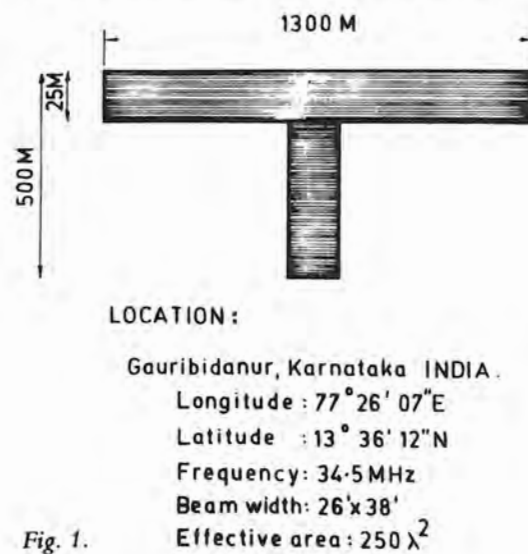 1300 M
25M
500M
LOCATION:
Gauribidanur, Karnataka INDIA.
Longitude : 77° 26' 07" E
Latitude : 13° 36' 12" N
Frequency: 34·5 MHz
Beam width: 26'x 38'
Fig. 1.
Effective area : 250 λ²